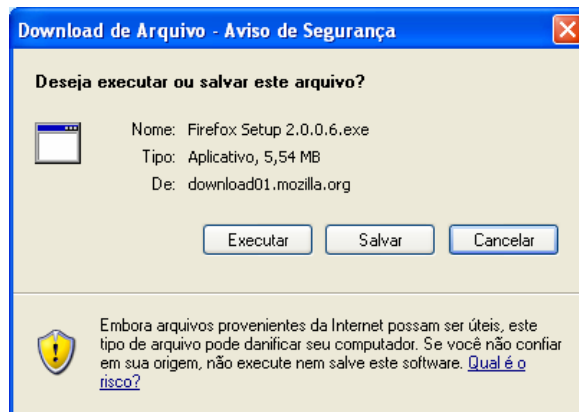 Download de Arquivo - Aviso de Segurança
Deseja executar ou salvar este arquivo?
Nome: Firefox Setup 2.0.0.6.exe
Tipo: Aplicativo, 5,54 MB
De: download01.mozilla.org
Executar Salvar Cancelar
Embora arquivos provenientes da Internet possam ser úteis, este
tipo de arquivo pode danificar seu computador. Se você não confiar
em sua origem, não execute nem salve este software. Qual é o
risco?